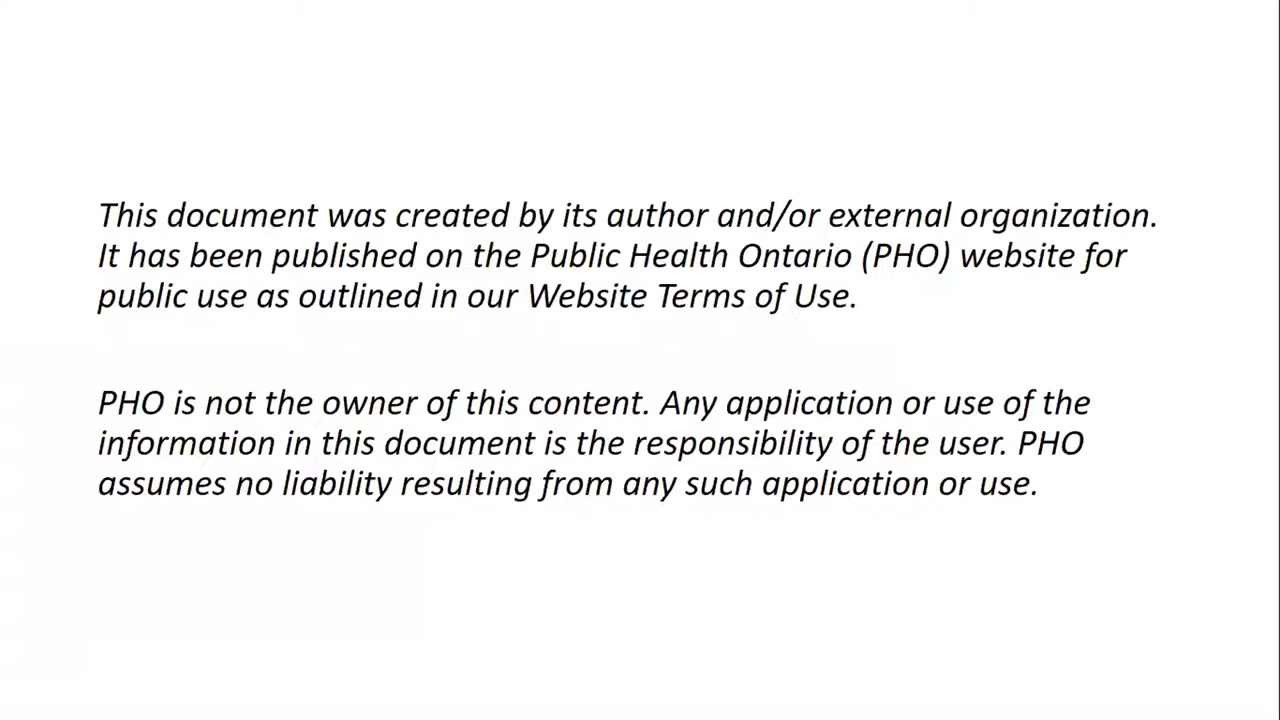 This document was created by its author and/or external organization.
It has been published on the Public Health Ontario (PHO) website for
public use as outlined in our Website Terms of Use.
PHO is not the owner of this content. Any application or use of the
information in this document is the responsibility of the user. PHO
assumes no liability resulting from any such application or use.